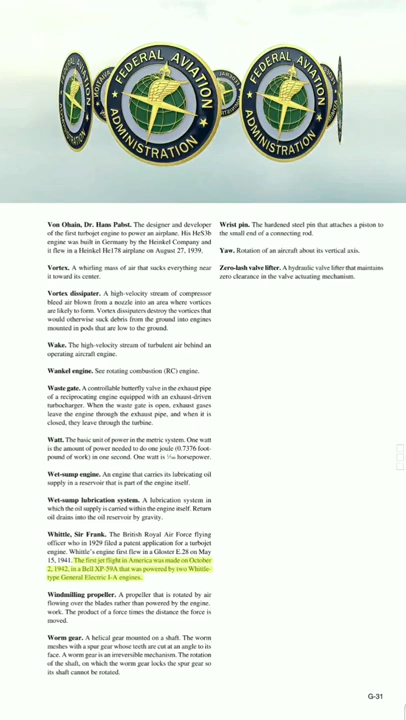 FEDERAL AVIATION
ADMINISTRATION
FEDERAL AVIATION
ADMINISTRATION
Von Ohain, Dr. Hans Pabst. The designer and developer
of the first turbojet engine to power an airplane. His HeS3b
engine was built in Germany by the Heinkel Company and
it flew in a Heinkel He178 airplane on August 27, 1939.
Vortex. A whirling mass of air that sucks everything near
it toward its center.
Vortex dissipater. A high-velocity stream of compressor
bleed air blown from a nozzle into an area where vortices
are likely to form. Vortex dissipaters destroy the vortices that
would otherwise suck debris from the ground into engines
mounted in pods that are low to the ground.
Wake. The high-velocity stream of turbulent air behind an
operating aircraft engine.
Wankel engine. See rotating combustion (RC) engine.
Waste gate. A controllable butterfly valve in the exhaust pipe
of a reciprocating engine equipped with an exhaust-driven
turbocharger. When the waste gate is open, exhaust gases
leave the engine through the exhaust pipe, and when it is
closed, they leave through the turbine.
Watt. The basic unit of power in the metric system. One watt
is the amount of power needed to do one joule (0.7376 foot-
pound of work) in one second. One watt is horsepower.
Wet-sump engine. An engine that carries its lubricating oil
supply in a reservoir that is part of the engine itself.
Wet-sump lubrication system. A lubrication system in
which the oil supply is carried within the engine itself. Return
oil drains into the oil reservoir by gravity.
Whittle, Sir Frank. The British Royal Air Force flying
officer who in 1929 filed a patent application for a turbojet
engine. Whittle's engine first flew in a Gloster E.28 on May
15, 1941. The first jet flight in America was made on October
2, 1942, in a Bell XP-59A that was powered by two Whittle-
type General Electric I-A engines.
Windmilling propeller. A propeller that is rotated by air
flowing over the blades rather than powered by the engine.
work. The product of a force times the distance the force is
moved.
Worm gear. A helical gear mounted on a shaft. The worm
meshes with a spur gear whose teeth are cut at an angle to its
face. A worm gear is an irreversible mechanism. The rotation
of the shaft, on which the worm gear locks the spur gear so
its shaft cannot be rotated.
Wrist pin. The hardened steel pin that attaches a piston to
the small end of a connecting rod.
Yaw. Rotation of an aircraft about its vertical axis.
Zero-lash valve lifter. A hydraulic valve lifter that maintains
zero clearance in the valve actuating mechanism.
G-31